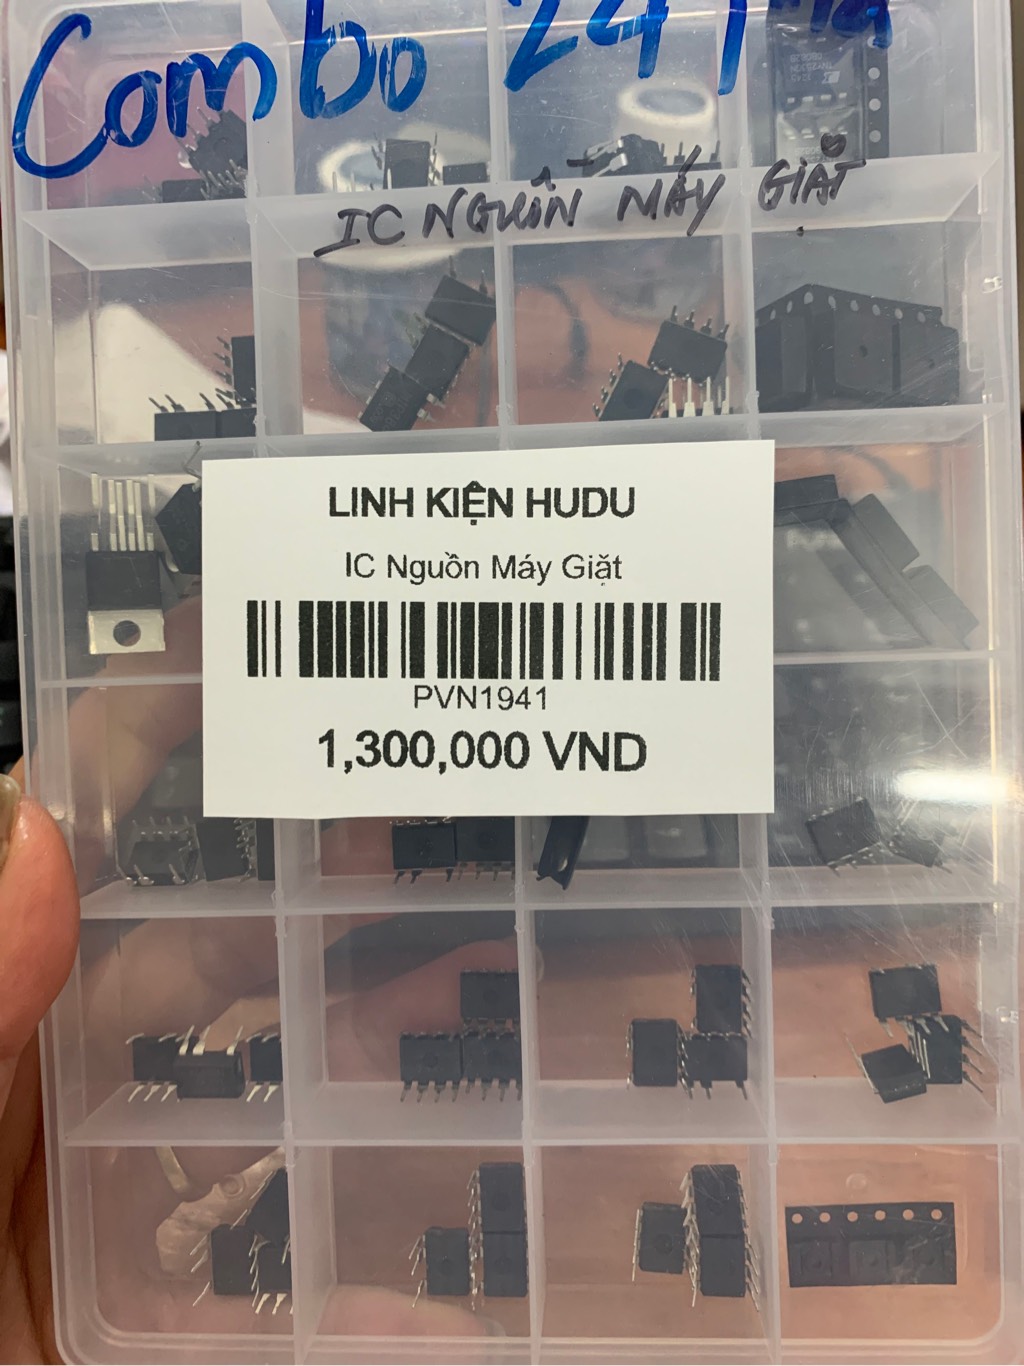 Combo 24 mã
IC NGUỒN MÁY GIẶT
LINH KIỆN HUDU
IC Nguồn Máy Giặt
PVN1941
1,300,000 VND